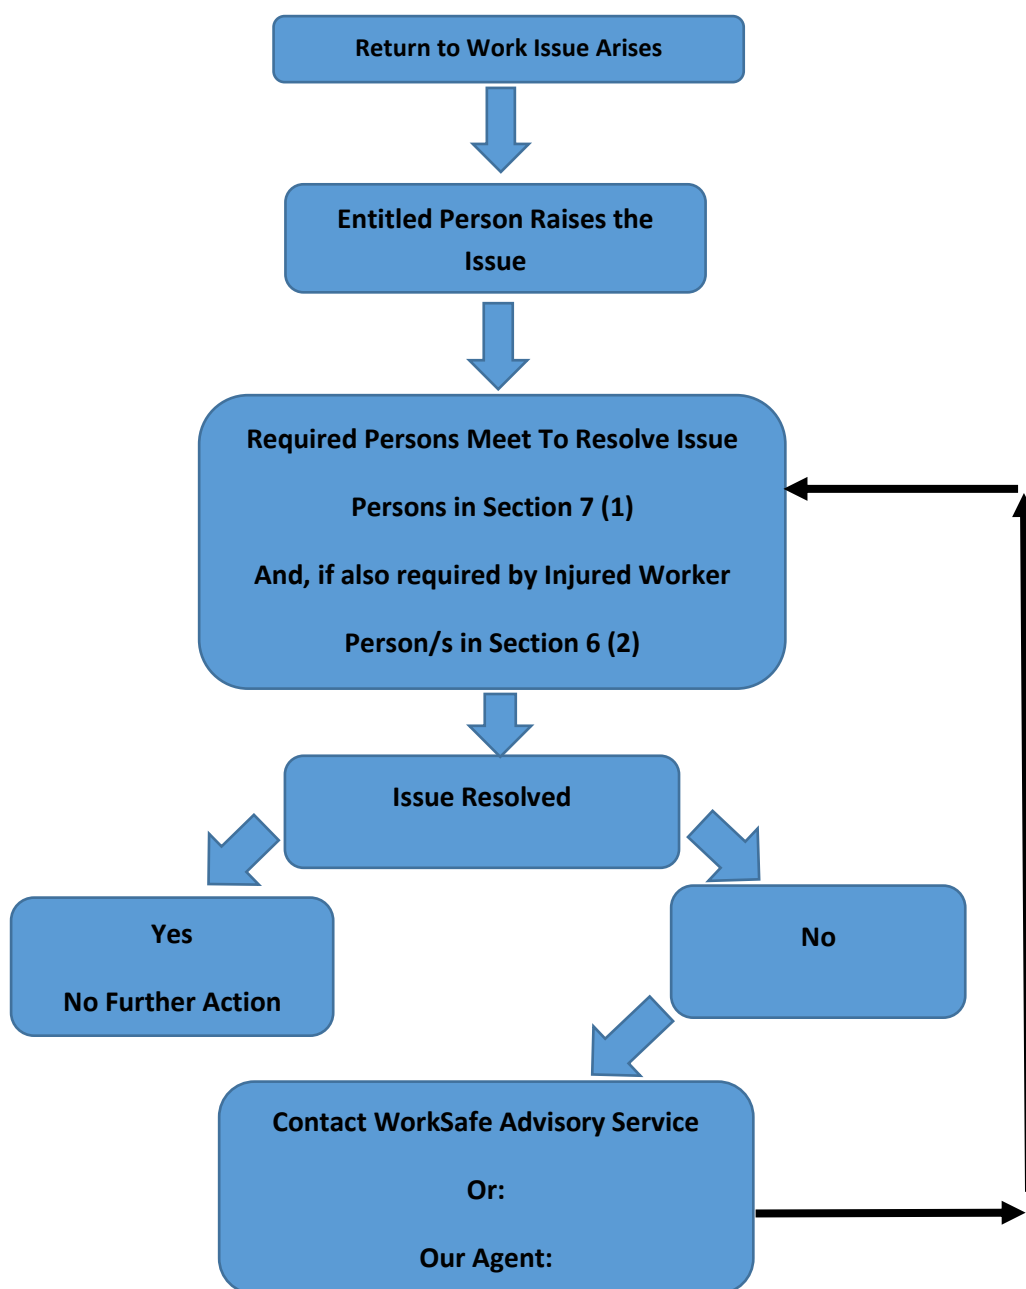 Return to Work Issue Arises
Entitled Person Raises the
Issue
Required Persons Meet To Resolve Issue
Persons in Section 7 (1)
And, if also required by Injured Worker
Person/s in Section 6 (2)
Issue Resolved
Yes
No Further Action
No
Contact WorkSafe Advisory Service
Or:
Our Agent: